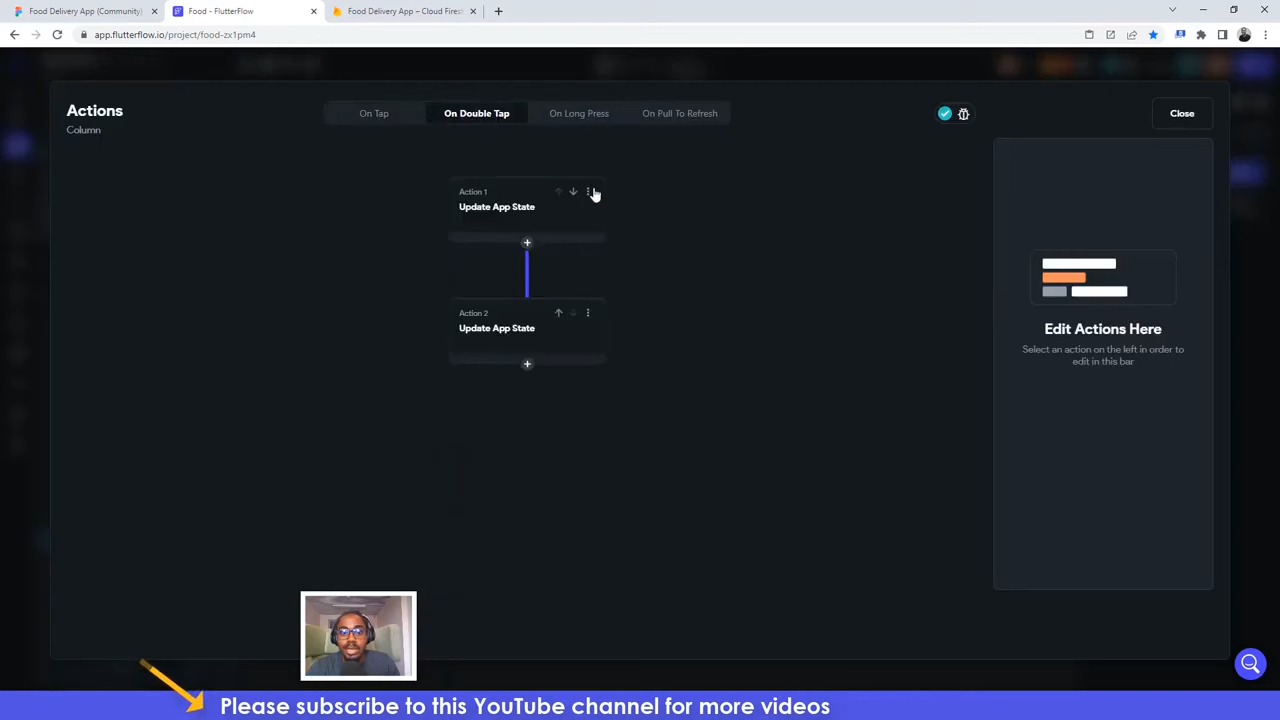 Food Delivery App (Community)
Food - FlutterFlow
Food Delivery App – Cloud Fires
app.flutterflow.io/project/food-zx1pm4
Actions
Column
On Tap
On Double Tap
On Long Press
On Pull To Refresh
Close
Action 1
Update App State
Action 2
Update App State
Edit Actions Here
Select an action on the left in order to
edit in this bar
Please subscribe to this YouTube channel for more videos